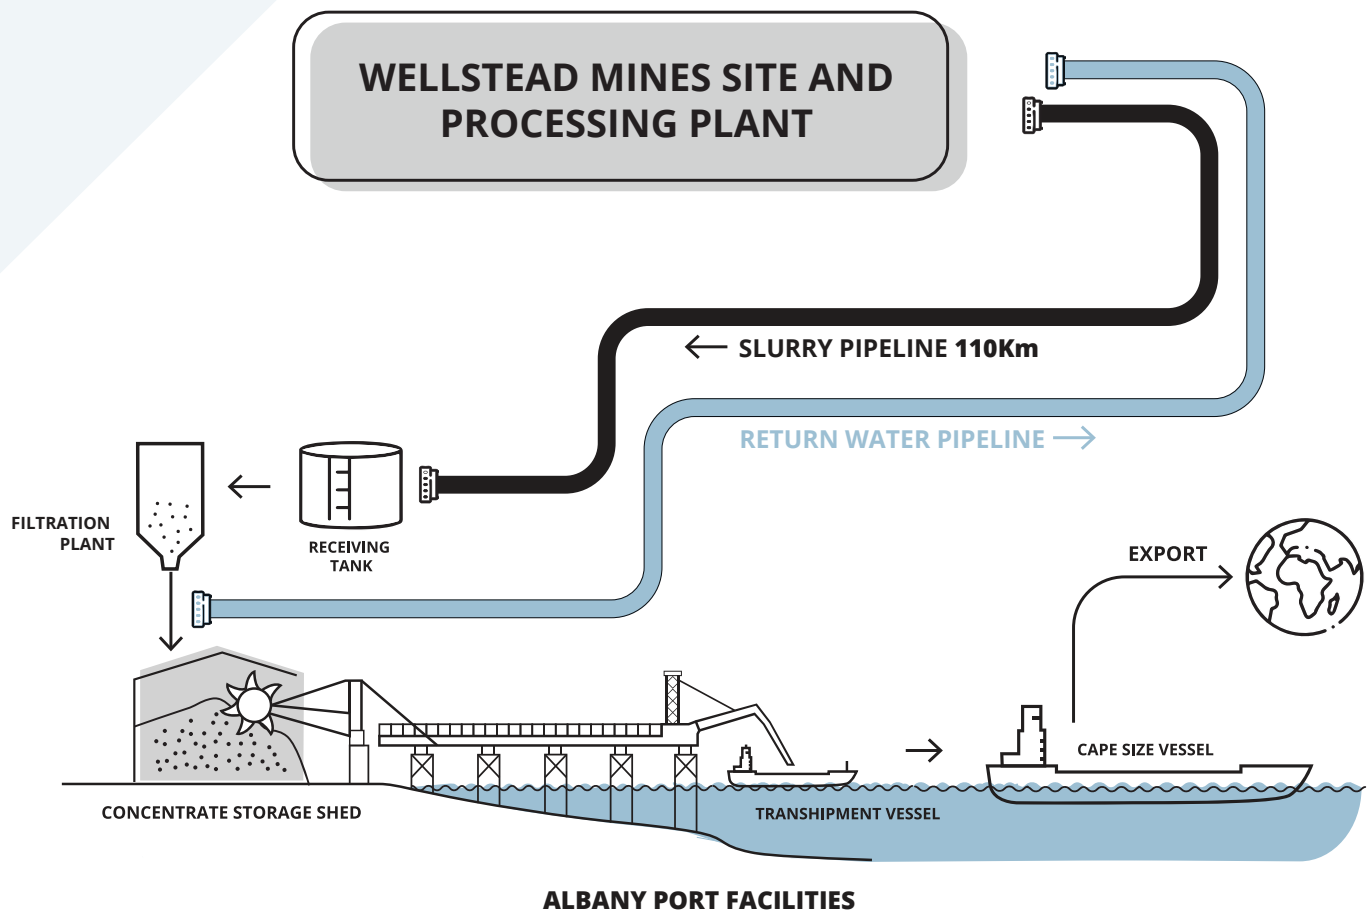 WELLSTEAD MINES SITE AND
PROCESSING PLANT
SLURRY PIPELINE 110Km
RETURN WATER PIPELINE
FILTRATION
PLANT
RECEIVING
TANK
EXPORT
CAPE SIZE VESSEL
CONCENTRATE STORAGE SHED
TRANSHIPMENT VESSEL
ALBANY PORT FACILITIES